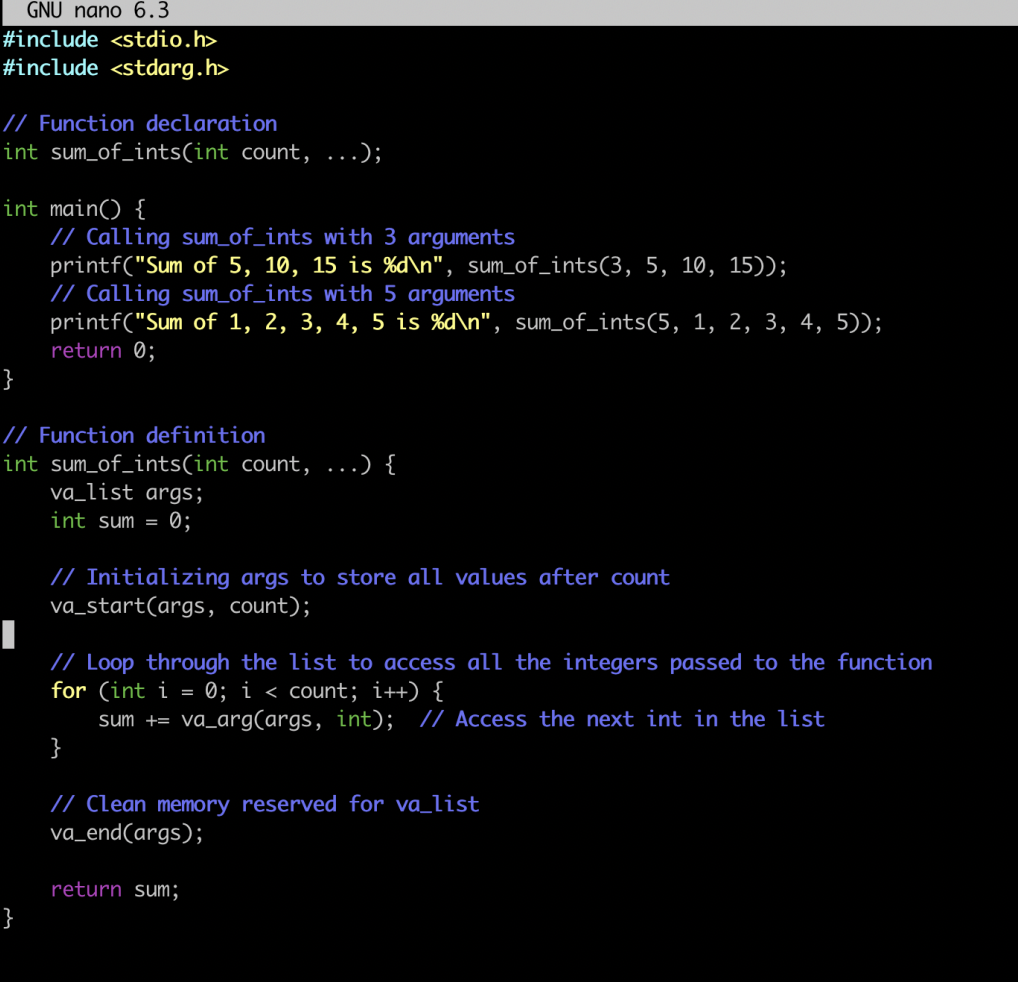 GNU nano 6.3
#include <stdio.h>
#include <stdarg.h>
// Function declaration
int sum_of_ints(int count, ...);
int main() {
    // Calling sum_of_ints with 3 arguments
    printf("Sum of 5, 10, 15 is %d\n", sum_of_ints(3, 5, 10, 15));
    // Calling sum_of_ints with 5 arguments
    printf("Sum of 1, 2, 3, 4, 5 is %d\n", sum_of_ints(5, 1, 2, 3, 4, 5));
    return 0;
}
// Function definition
int sum_of_ints(int count, ...) {
    va_list args;
    int sum = 0;
    // Initializing args to store all values after count
    va_start(args, count);
    // Loop through the list to access all the integers passed to the function
    for (int i = 0; i < count; i++) {
        sum += va_arg(args, int);  // Access the next int in the list
    }
    // Clean memory reserved for va_list
    va_end(args);
    return sum;
}